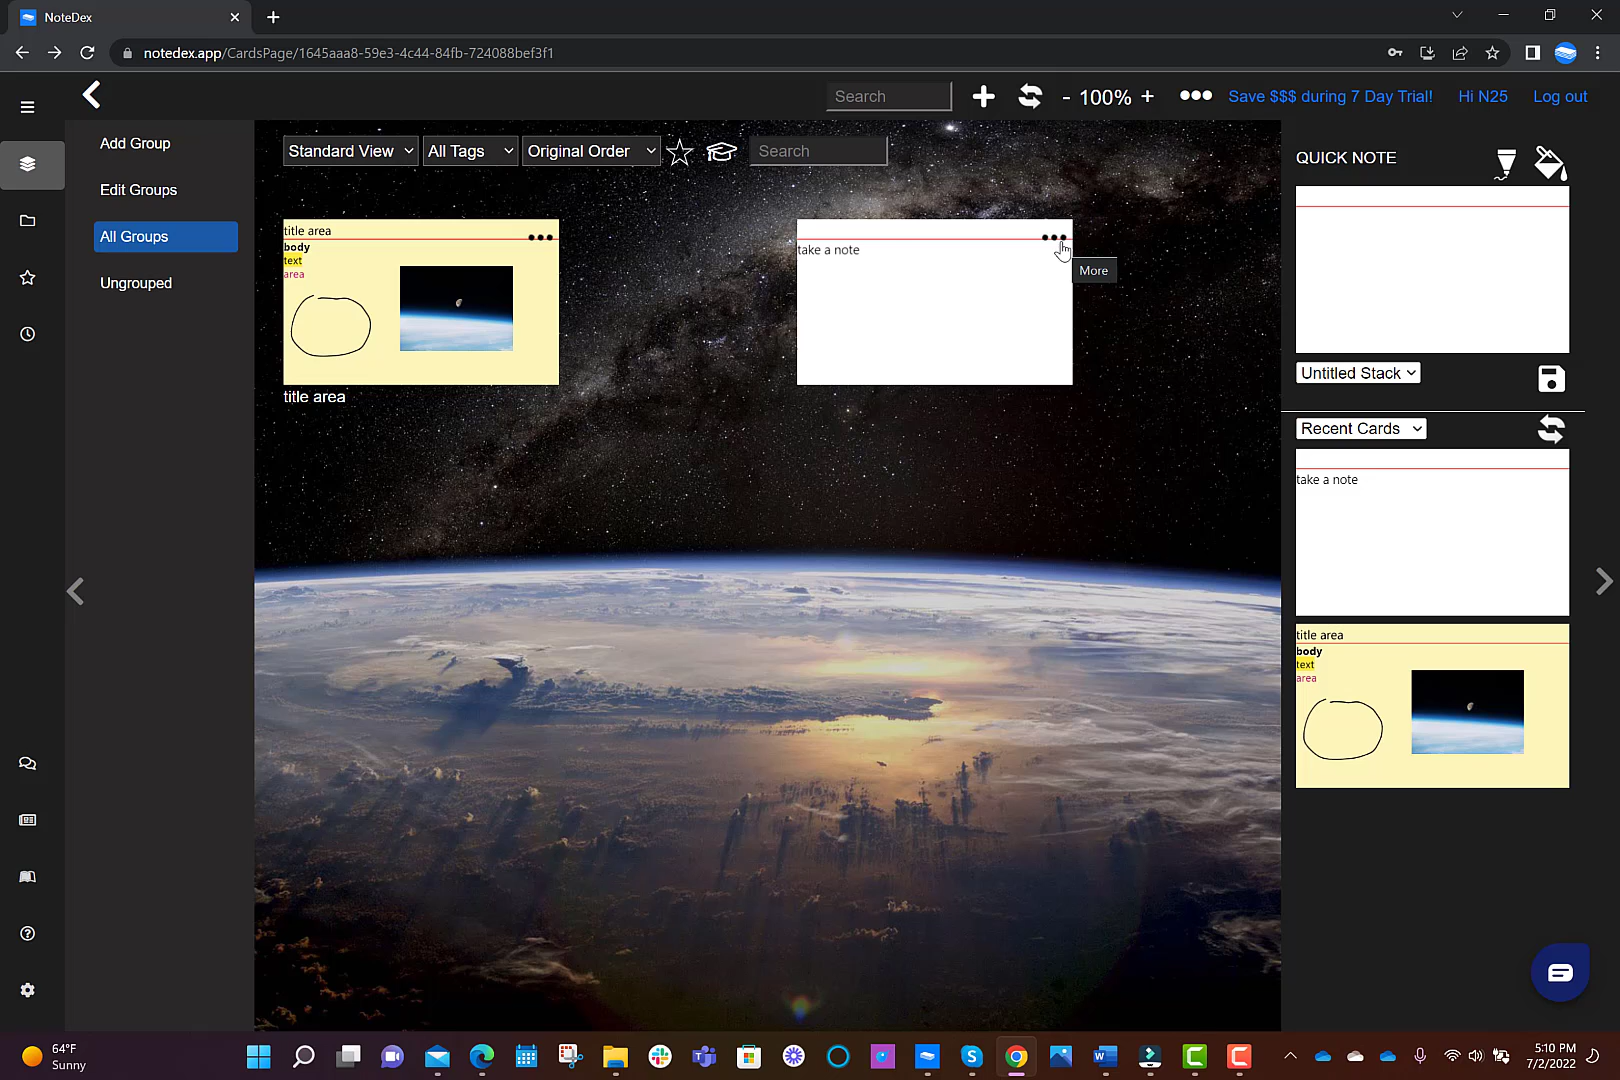 NoteDex
notedex.app/CardsPage/1645aaa8-59e3-4c44-84fb-724088bef3f1
Search
- 100% +
Save $$$ during 7 Day Trial!
Hi N25
Log out
Add Group
Edit Groups
All Groups
Ungrouped
Standard View
All Tags
Original Order
Search
title area
body
text
area
title area
take a note
More
QUICK NOTE
Untitled Stack
Recent Cards
take a note
title area
body
text
area
64°F
Sunny
5:10 PM
7/2/2022